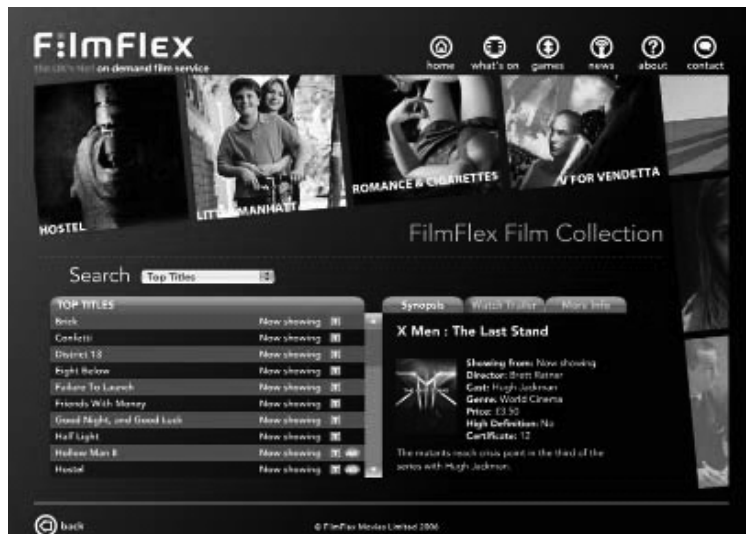 FilmFlex
the UK's first on demand film service
home what's on games news about contact
HOSTEL
LITTLE MANHATTAN
ROMANCE & CIGARETTES
V FOR VENDETTA
FilmFlex Film Collection
Search Top Titles
TOP TITLES
Brick Now showing
Confetti Now showing
District 13 Now showing
Eight Below Now showing
Failure To Launch Now showing
Friends With Money Now showing
Good Night, and Good Luck Now showing
Half Light Now showing
Hollow Man II Now showing
Hostel Now showing
Synopsis Watch Trailer More Info
X Men : The Last Stand
Showing from: Now showing
Director: Brett Ratner
Cast: Hugh Jackman
Genre: World Cinema
Price: £3.50
High Definition: No
Certificate: 12
The mutants reach crisis point in the third of the
series with Hugh Jackman.
back
© FilmFlex Movies Limited 2006